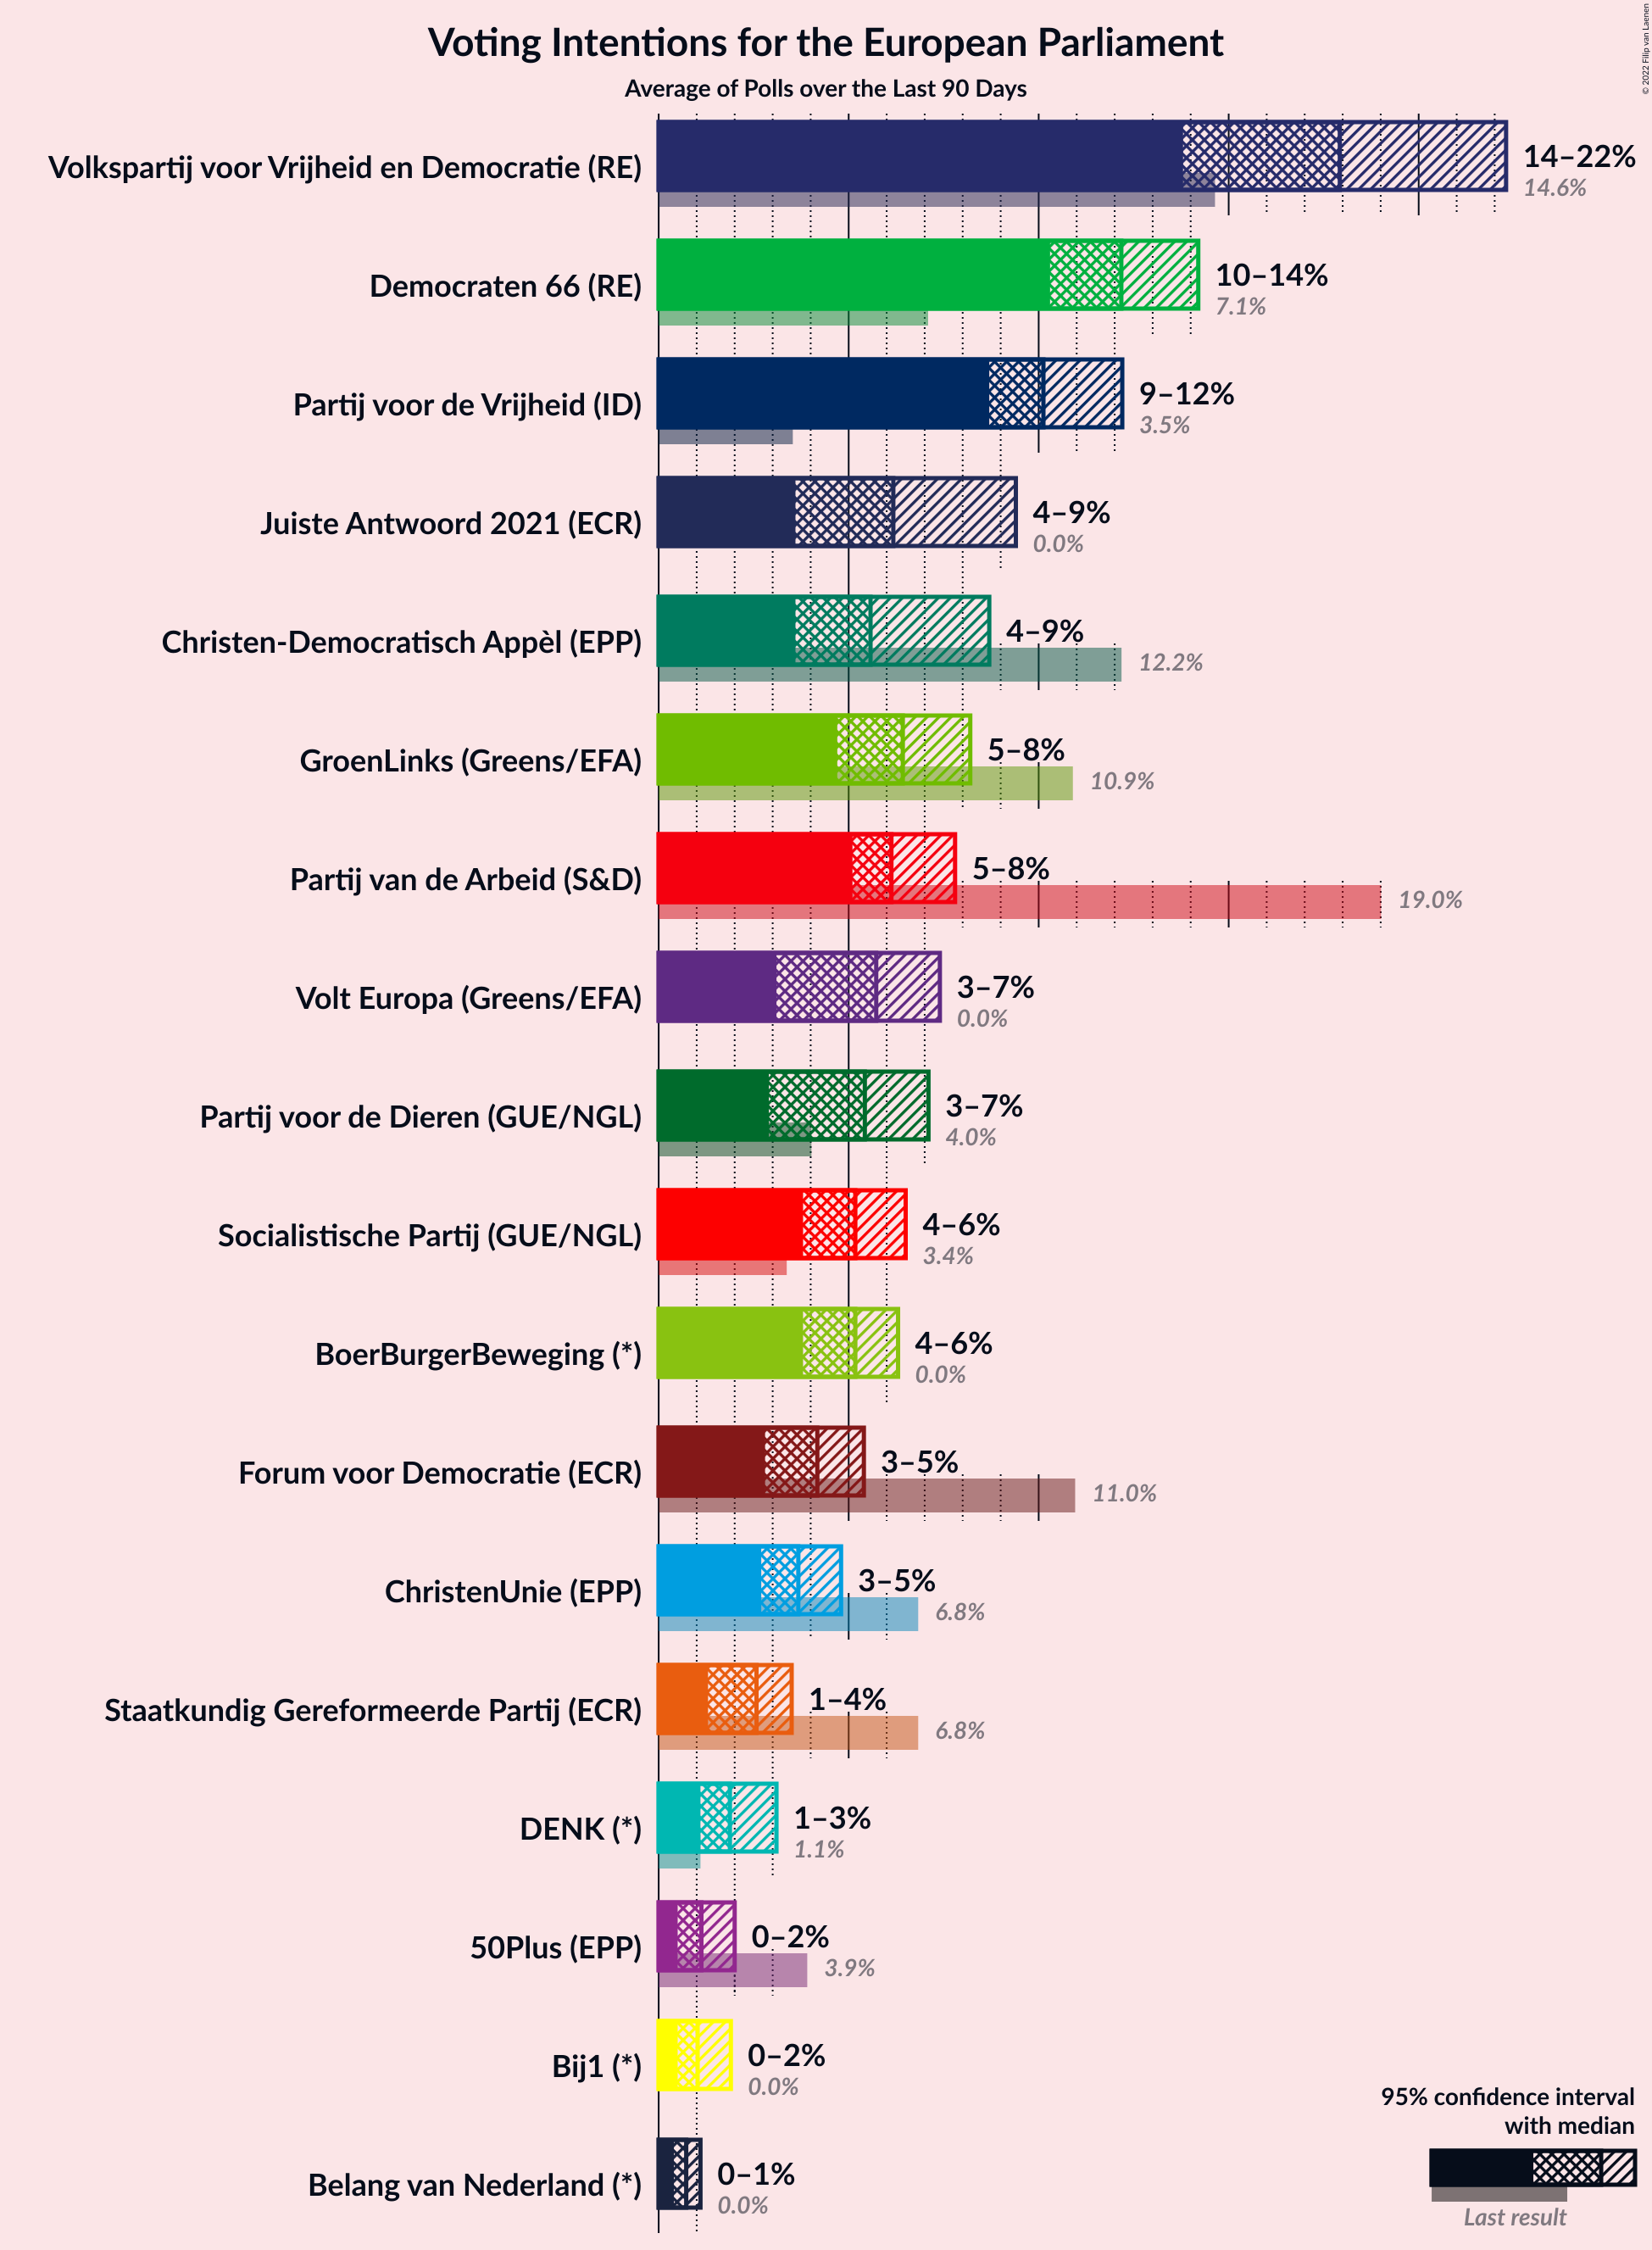 © 2022 Filip van Laenen
Voting Intentions for the European Parliament
Average of Polls over the Last 90 Days
Volkspartij voor Vrijheid en Democratie (RE)
14–22%
14.6%
Democraten 66 (RE)
10–14%
7.1%
Partij voor de Vrijheid (ID)
9–12%
3.5%
Juiste Antwoord 2021 (ECR)
4–9%
0.0%
Christen-Democratisch Appèl (EPP)
4–9%
12.2%
GroenLinks (Greens/EFA)
5–8%
10.9%
Partij van de Arbeid (S&D)
5–8%
19.0%
Volt Europa (Greens/EFA)
3–7%
0.0%
Partij voor de Dieren (GUE/NGL)
3–7%
4.0%
Socialistische Partij (GUE/NGL)
4–6%
3.4%
BoerBurgerBeweging (*)
4–6%
0.0%
Forum voor Democratie (ECR)
3–5%
11.0%
ChristenUnie (EPP)
3–5%
6.8%
Staatkundig Gereformeerde Partij (ECR)
1–4%
6.8%
DENK (*)
1–3%
1.1%
50Plus (EPP)
0–2%
3.9%
Bij1 (*)
0–2%
0.0%
Belang van Nederland (*)
0–1%
0.0%
95% confidence interval
with median
Last result